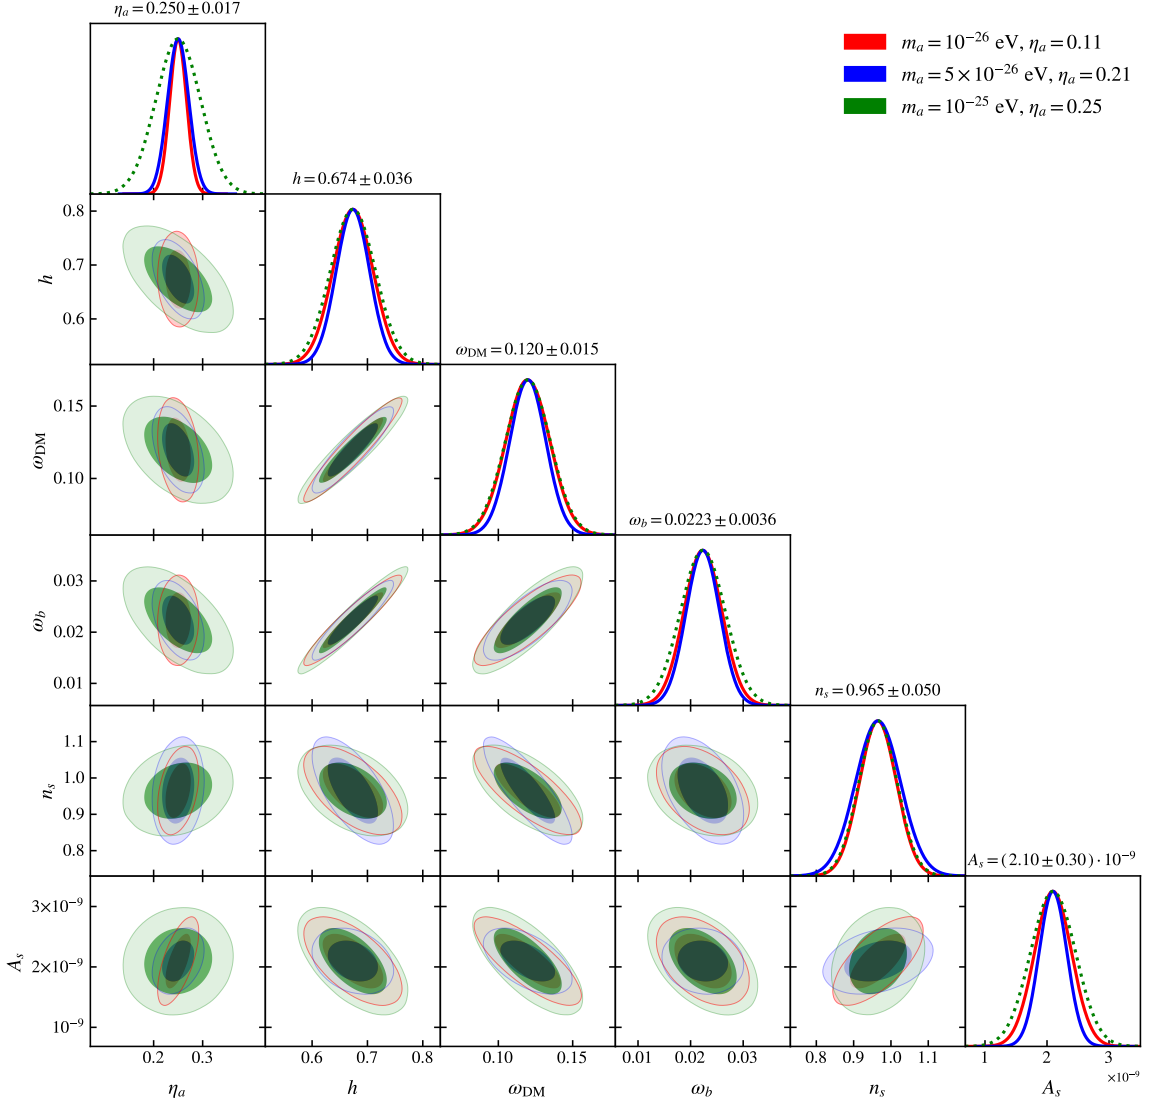 η_a = 0.250 ± 0.017
m_a = 10⁻²⁶ eV, η_a = 0.11
m_a = 5 × 10⁻²⁶ eV, η_a = 0.21
m_a = 10⁻²⁵ eV, η_a = 0.25
h = 0.674 ± 0.036
0.8
0.7
0.6
h
ω_DM = 0.120 ± 0.015
0.15
0.10
ω_DM
ω_b = 0.0223 ± 0.0036
0.03
0.02
0.01
ω_b
n_s = 0.965 ± 0.050
1.1
1.0
0.9
0.8
n_s
A_s = (2.10 ± 0.30) · 10⁻⁹
3×10⁻⁹
2×10⁻⁹
10⁻⁹
A_s
0.2 0.3 0.6 0.7 0.8 0.10 0.15 0.01 0.02 0.03 0.8 0.9 1.0 1.1 1 2 3
×10⁻⁹
η_a h ω_DM ω_b n_s A_s